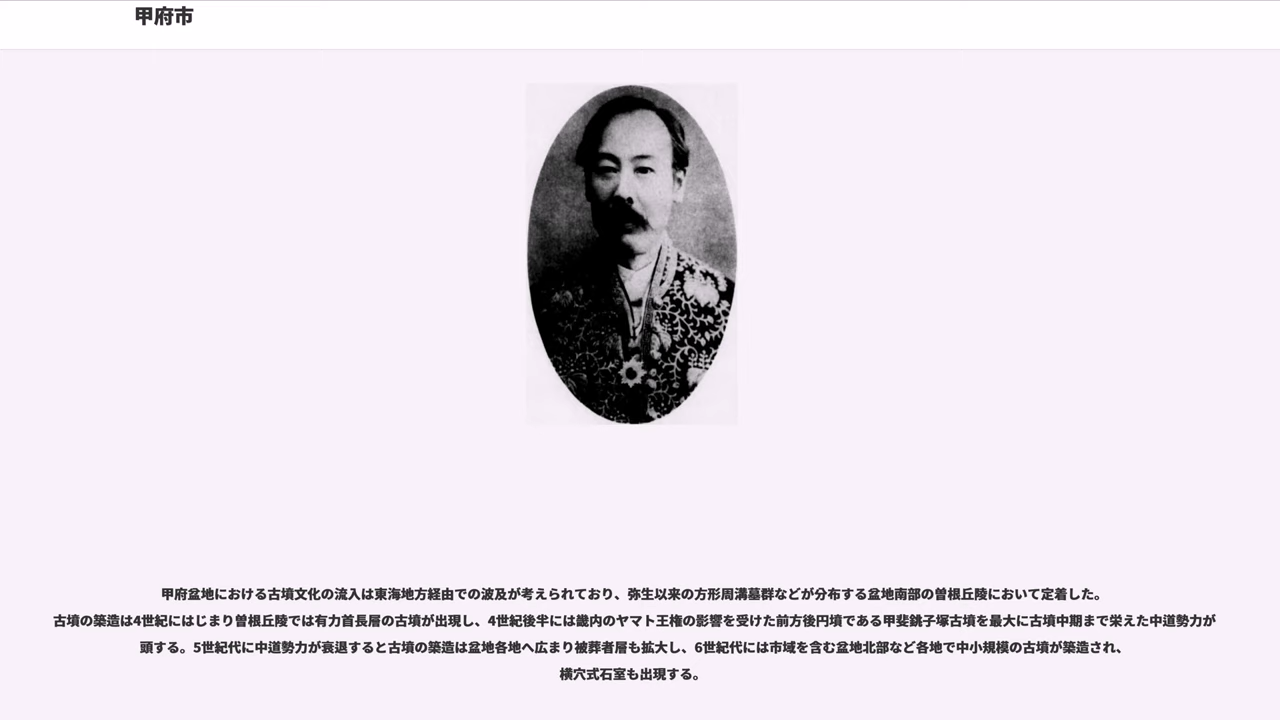 甲府市
甲府盆地における古墳文化の流入は東海地方経由での波及が考えられており、弥生以来の方形周溝墓群などが分布する盆地南部の曽根丘陵において定着した。
古墳の築造は4世紀にはじまり曽根丘陵では有力首長層の古墳が出現し、4世紀後半には畿内のヤマト王権の影響を受けた前方後円墳である甲斐銚子塚古墳を最大に古墳中期まで栄えた中道勢力が
頭する。5世紀代に中道勢力が衰退すると古墳の築造は盆地各地へ広まり被葬者層も拡大し、6世紀代には市域を含む盆地北部など各地で中小規模の古墳が築造され、
横穴式石室も出現する。